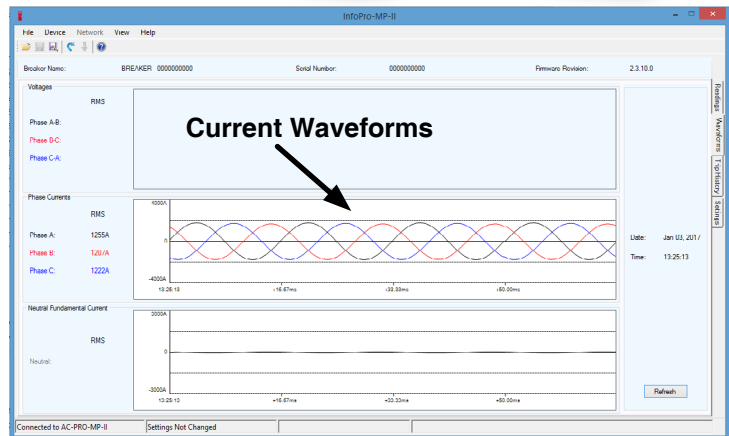 InfoPro-MP-II
File Device Network View Help
Breaker Name: BREAKER 0000000000 Serial Number: 0000000000 Firmware Revision: 2.3.10.0
Voltages
RMS
Phase A-B:
Phase B-C:
Phase C-A:
Current Waveforms
Readings
Waveforms
Trip History
Settings
Phase Currents
RMS
Phase A: 1255A
Phase B: 1207A
Phase C: 1222A
4000A
0
-4000A
13:25:13 +16.67ms +33.33ms +50.00ms
Date: Jan 03, 2017
Time: 13:25:13
Neutral Fundamental Current
RMS
Neutral:
3000A
0
-3000A
13:25:13 +16.67ms +33.33ms +50.00ms
Refresh
Connected to AC-PRO-MP-II Settings Not Changed